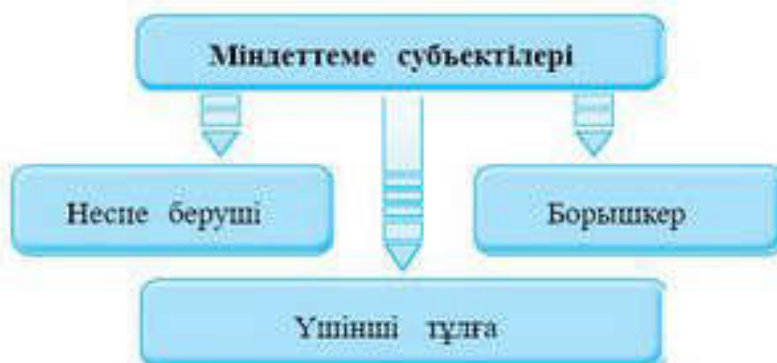 Міндеттеме субъектілері
Несие беруші
Борышкер
Үшінші тұлға